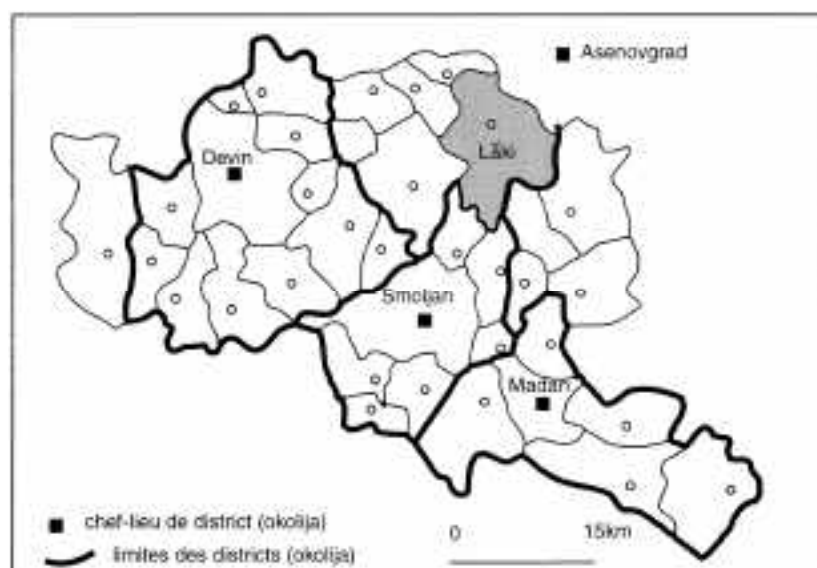 Asenovgrad
Lăki
Devin
Smoljan
Madan
chef-lieu de district (okolija)
limites des districts (okolija)
0 15km